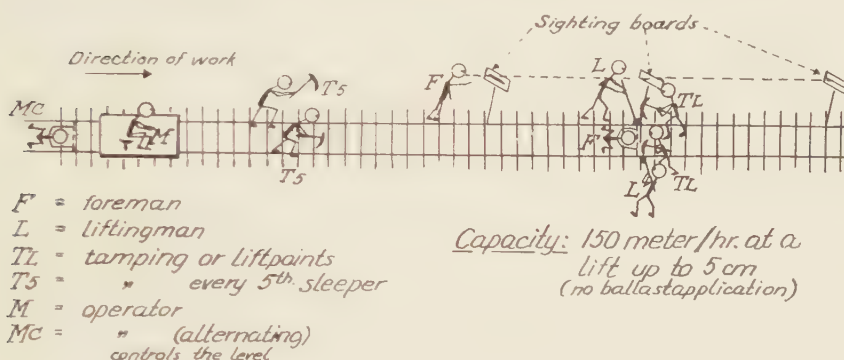 Sighting boards
Direction of work
Mc
M
T5
T5
F
L
TL
F
L
TL
F = foreman
L = liftingman
TL = tamping or liftpoints
T5 = " every 5th. sleeper
M = operator
Mc = " (alternating)
controls the level
Capacity: 150 meter/hr. at a
lift up to 5 cm
(no ballastapplication)